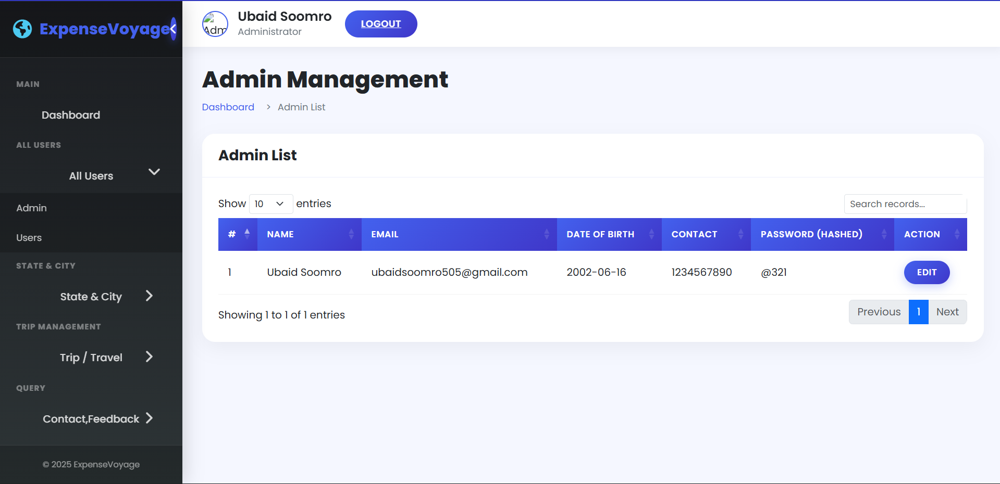 ExpenseVoyage
MAIN
Dashboard
ALL USERS
All Users
Admin
Users
STATE & CITY
State & City
TRIP MANAGEMENT
Trip / Travel
QUERY
Contact,Feedback
© 2025 ExpenseVoyage
Adm
Ubaid Soomro
Administrator
LOGOUT
Admin Management
Dashboard > Admin List
Admin List
Show 10 entries
Search records...
# NAME EMAIL DATE OF BIRTH CONTACT PASSWORD (HASHED) ACTION
1 Ubaid Soomro ubaidsoomro505@gmail.com 2002-06-16 1234567890 @321 EDIT
Showing 1 to 1 of 1 entries
Previous 1 Next